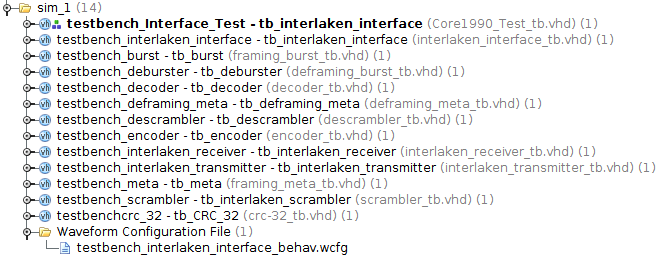 sim_1 (14)
testbench_Interface_Test - tb_interlaken_interface (Core1990_Test_tb.vhd) (1)
testbench_interlaken_interface - tb_interlaken_interface (interlaken_interface_tb.vhd) (1)
testbench_burst - tb_burst (framing_burst_tb.vhd) (1)
testbench_deburster - tb_deburster (deframing_burst_tb.vhd) (1)
testbench_decoder - tb_decoder (decoder_tb.vhd) (1)
testbench_deframing_meta - tb_deframing_meta (deframing_meta_tb.vhd) (1)
testbench_descrambler - tb_descrambler (descrambler_tb.vhd) (1)
testbench_encoder - tb_encoder (encoder_tb.vhd) (1)
testbench_interlaken_receiver - tb_interlaken_receiver (interlaken_receiver_tb.vhd) (1)
testbench_interlaken_transmitter - tb_interlaken_transmitter (interlaken_transmitter_tb.vhd) (1)
testbench_meta - tb_meta (framing_meta_tb.vhd) (1)
testbench_scrambler - tb_interlaken_scrambler (scrambler_tb.vhd) (1)
testbenchcrc_32 - tb_CRC_32 (crc-32_tb.vhd) (1)
Waveform Configuration File (1)
testbench_interlaken_interface_behav.wcfg